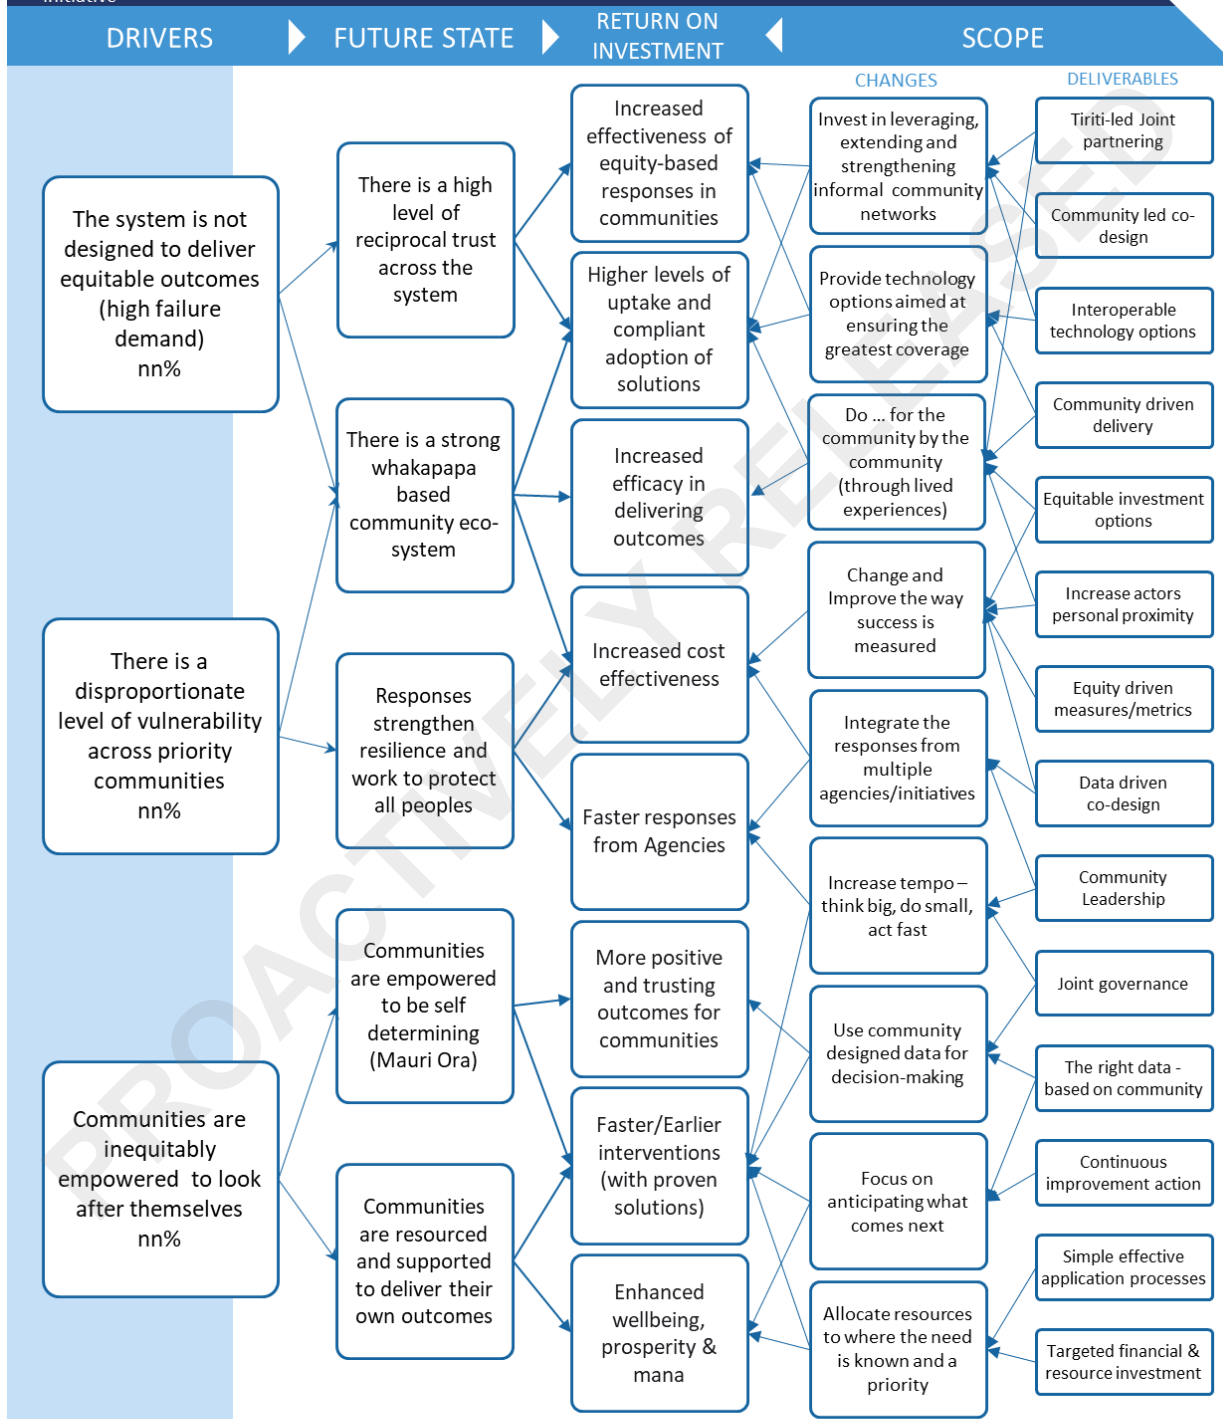 Initiative
DRIVERS
FUTURE STATE
RETURN ON
INVESTMENT
SCOPE
CHANGES
DELIVERABLES
The system is not
designed to deliver
equitable outcomes
(high failure
demand)
nn%
There is a
disproportionate
level of vulnerability
across priority
communities
nn%
Communities are
inequitably
empowered to look
after themselves
nn%
There is a high
level of
reciprocal trust
across the
system
There is a strong
whakapapa
based
community eco-
system
Responses
strengthen
resilience and
work to protect
all peoples
Communities
are empowered
to be self
determining
(Mauri Ora)
Communities
are resourced
and supported
to deliver their
own outcomes
Increased
effectiveness of
equity-based
responses in
communities
Higher levels of
uptake and
compliant
adoption of
solutions
Increased
efficacy in
delivering
outcomes
Increased cost
effectiveness
Faster responses
from Agencies
More positive
and trusting
outcomes for
communities
Faster/Earlier
interventions
(with proven
solutions)
Enhanced
wellbeing,
prosperity &
mana
Invest in leveraging,
extending and
strengthening
informal community
networks
Provide technology
options aimed at
ensuring the
greatest coverage
Do ... for the
community by the
community
(through lived
experiences)
Change and
Improve the way
success is
measured
Integrate the
responses from
multiple
agencies/initiatives
Increase tempo –
think big, do small,
act fast
Use community
designed data for
decision-making
Focus on
anticipating what
comes next
Allocate resources
to where the need
is known and a
priority
Tiriti-led Joint
partnering
Community led co-
design
Interoperable
technology options
Community driven
delivery
Equitable investment
options
Increase actors
personal proximity
Equity driven
measures/metrics
Data driven
co-design
Community
Leadership
Joint governance
The right data -
based on community
Continuous
improvement action
Simple effective
application processes
Targeted financial &
resource investment
PROACTIVELY RELEASED